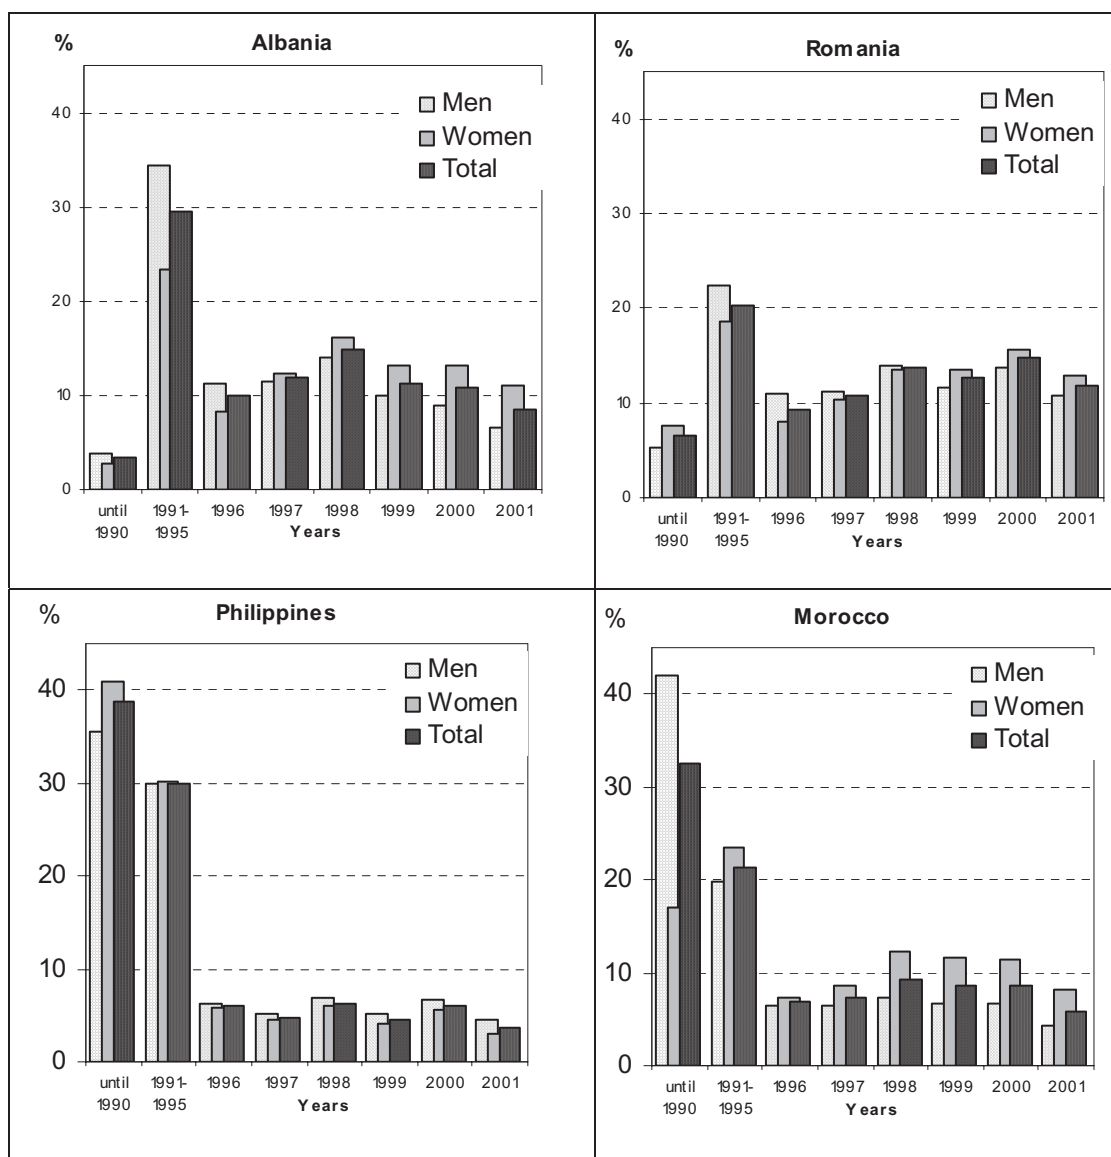 % Albania
Men
Women
Total
40
30
20
10
0
until 1990
1991-1995
1996
1997
1998
1999
2000
2001
Years
% Romania
Men
Women
Total
40
30
20
10
0
until 1990
1991-1995
1996
1997
1998
1999
2000
2001
Years
% Philippines
Men
Women
Total
40
30
20
10
0
until 1990
1991-1995
1996
1997
1998
1999
2000
2001
Years
% Morocco
Men
Women
Total
40
30
20
10
0
until 1990
1991-1995
1996
1997
1998
1999
2000
2001
Years